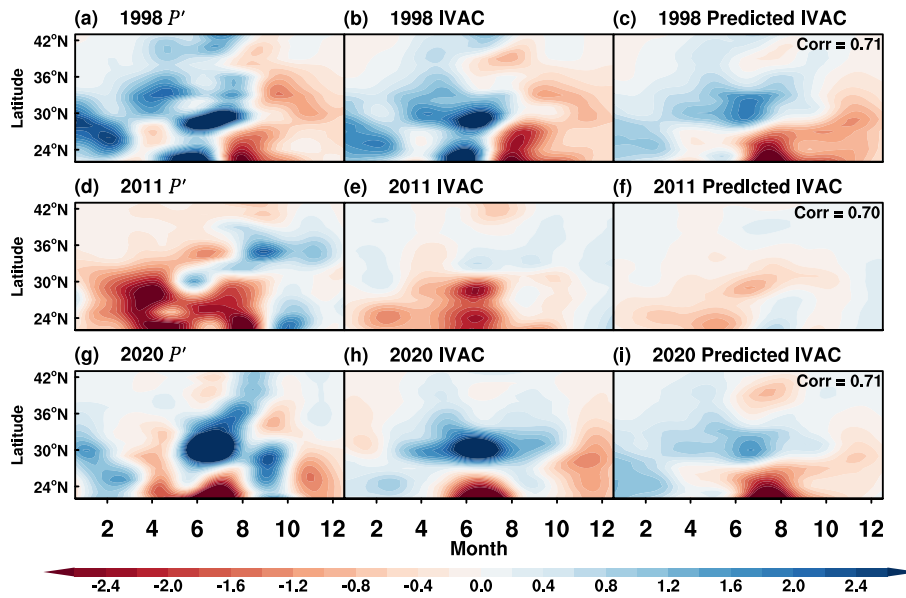 (a) 1998 P′
(b) 1998 IVAC
(c) 1998 Predicted IVAC
Corr = 0.71
Latitude
42°N
36°N
30°N
24°N
(d) 2011 P′
(e) 2011 IVAC
(f) 2011 Predicted IVAC
Corr = 0.70
Latitude
42°N
36°N
30°N
24°N
(g) 2020 P′
(h) 2020 IVAC
(i) 2020 Predicted IVAC
Corr = 0.71
Latitude
42°N
36°N
30°N
24°N
2 4 6 8 10 12 2 4 6 8 10 12 2 4 6 8 10 12
Month
-2.4 -2.0 -1.6 -1.2 -0.8 -0.4 0.0 0.4 0.8 1.2 1.6 2.0 2.4